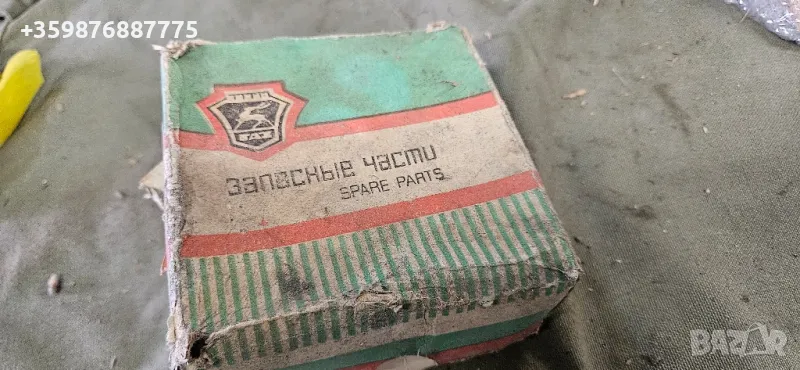 +359876887775
ГАЗ
запасные части
SPARE PARTS
BAZAR